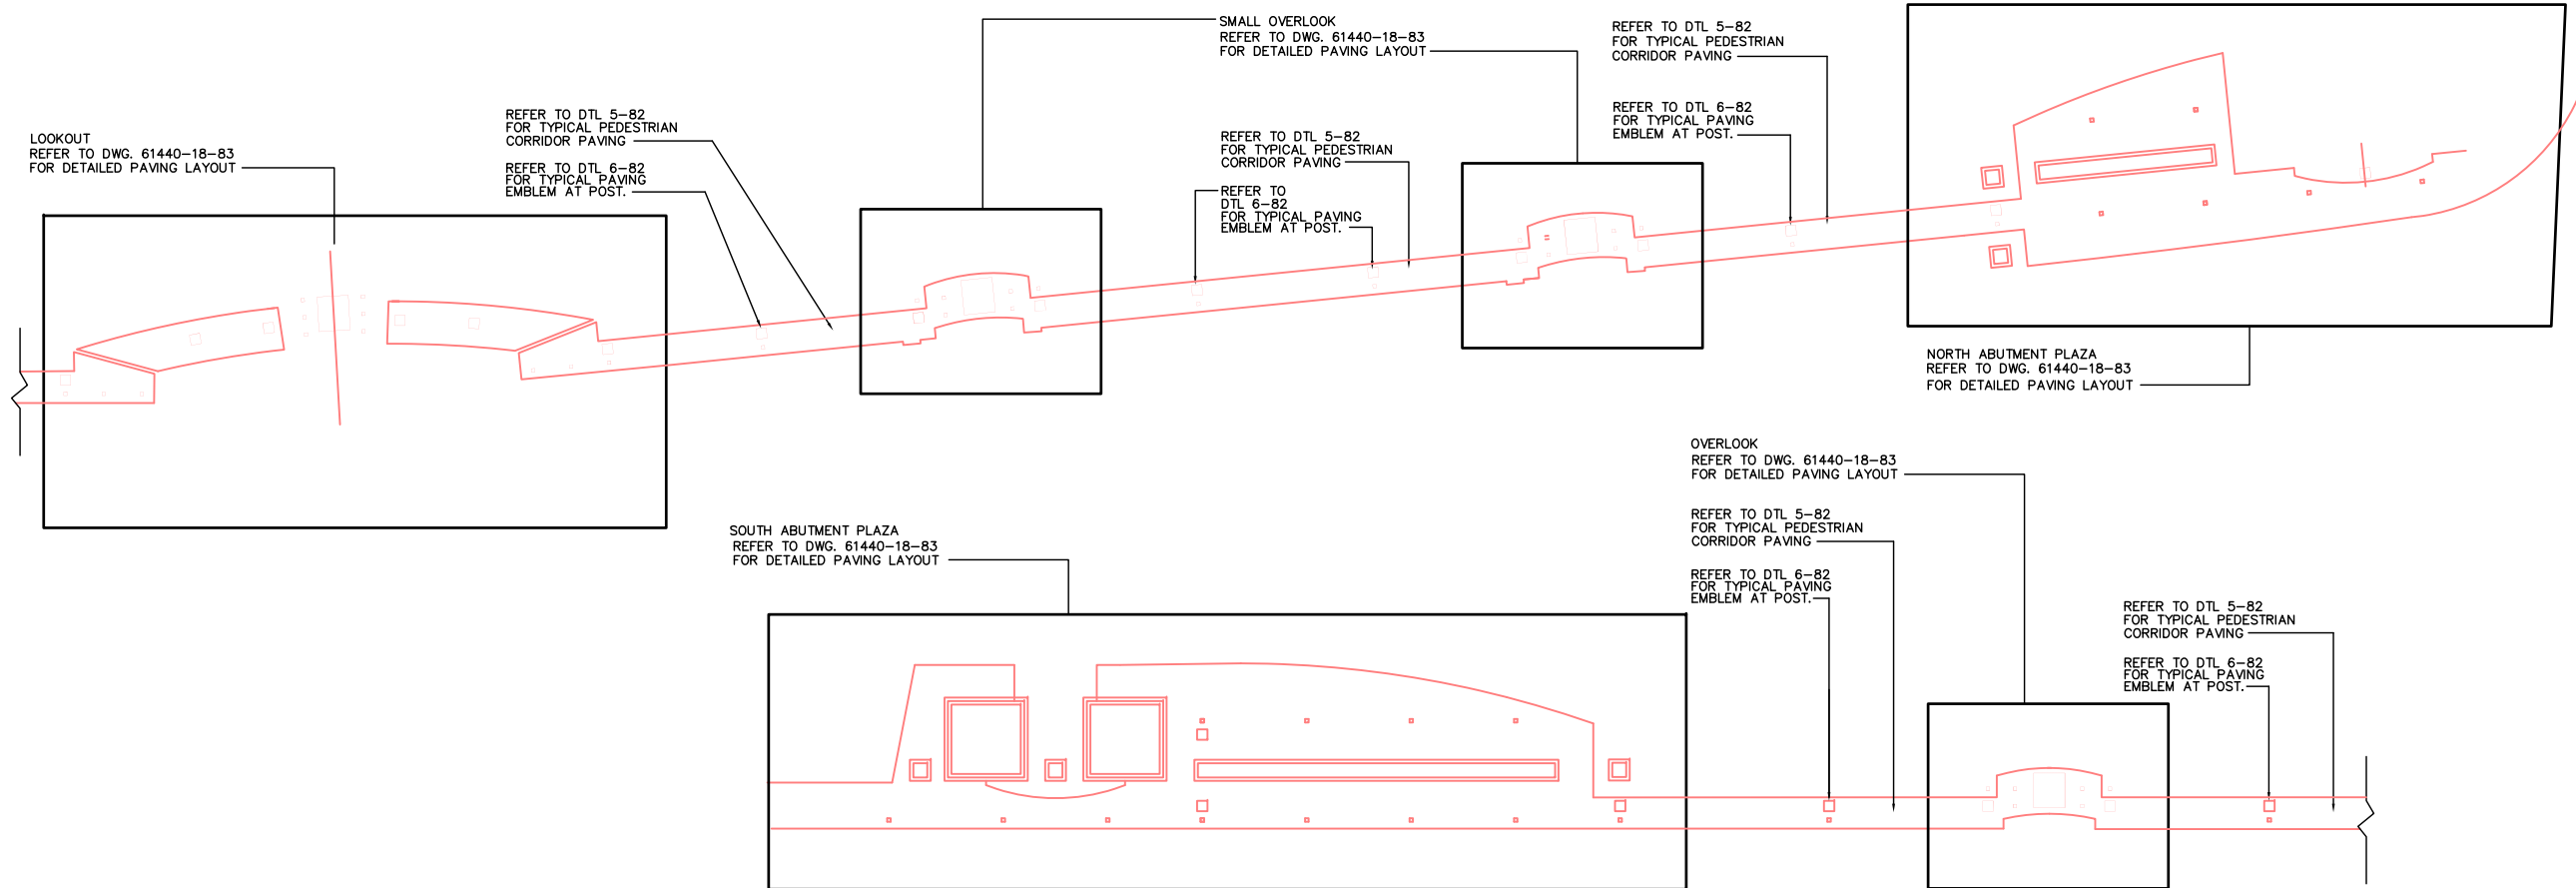 LOOKOUT
REFER TO DWG. 61440-18-83
FOR DETAILED PAVING LAYOUT
REFER TO DTL 5-82
FOR TYPICAL PEDESTRIAN
CORRIDOR PAVING
REFER TO DTL 6-82
FOR TYPICAL PAVING
EMBLEM AT POST.
SMALL OVERLOOK
REFER TO DWG. 61440-18-83
FOR DETAILED PAVING LAYOUT
REFER TO DTL 5-82
FOR TYPICAL PEDESTRIAN
CORRIDOR PAVING
REFER TO
DTL 6-82
FOR TYPICAL PAVING
EMBLEM AT POST.
REFER TO DTL 5-82
FOR TYPICAL PEDESTRIAN
CORRIDOR PAVING
REFER TO DTL 6-82
FOR TYPICAL PAVING
EMBLEM AT POST.
NORTH ABUTMENT PLAZA
REFER TO DWG. 61440-18-83
FOR DETAILED PAVING LAYOUT
SOUTH ABUTMENT PLAZA
REFER TO DWG. 61440-18-83
FOR DETAILED PAVING LAYOUT
OVERLOOK
REFER TO DWG. 61440-18-83
FOR DETAILED PAVING LAYOUT
REFER TO DTL 5-82
FOR TYPICAL PEDESTRIAN
CORRIDOR PAVING
REFER TO DTL 6-82
FOR TYPICAL PAVING
EMBLEM AT POST.
REFER TO DTL 5-82
FOR TYPICAL PEDESTRIAN
CORRIDOR PAVING
REFER TO DTL 6-82
FOR TYPICAL PAVING
EMBLEM AT POST.